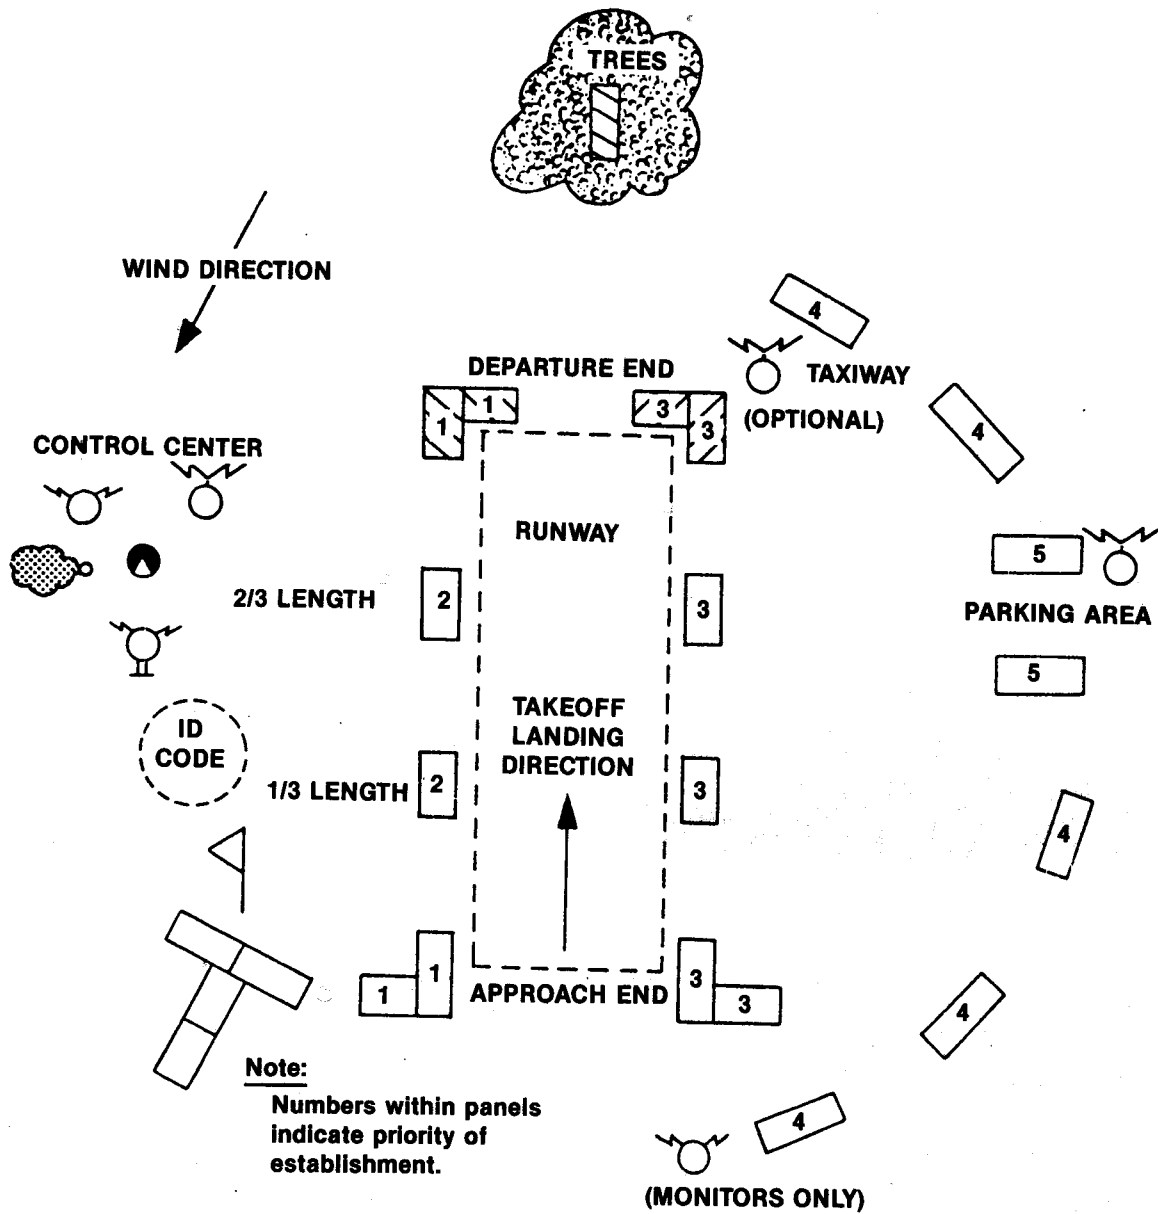 TREES
WIND DIRECTION
4
DEPARTURE END
TAXIWAY
(OPTIONAL)
1
1
3
3
4
CONTROL CENTER
RUNWAY
5
2/3 LENGTH
2
3
PARKING AREA
5
ID
CODE
TAKEOFF
LANDING
DIRECTION
1/3 LENGTH
2
3
4
1
1
APPROACH END
3
3
4
Note:
Numbers within panels
indicate priority of
establishment.
4
(MONITORS ONLY)